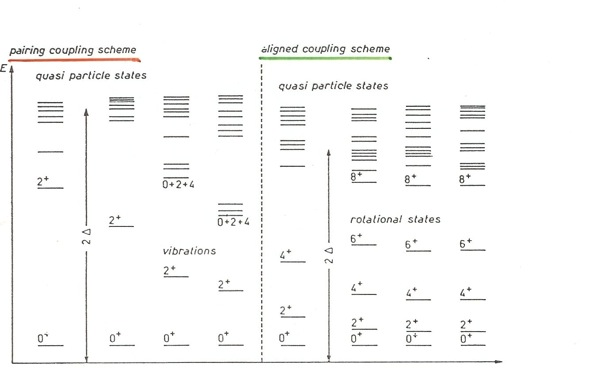 pairing coupling scheme
aligned coupling scheme
E
quasi particle states
quasi particle states
2+
8+ 8+ 8+
0+2+4
2+
0+2+4
rotational states
2 Δ
2 Δ
6+ 6+ 6+
vibrations
4+
2+
2+
4+ 4+ 4+
2+
2+ 2+ 2+
0+ 0+ 0+ 0+ 0+ 0+ 0+ 0+